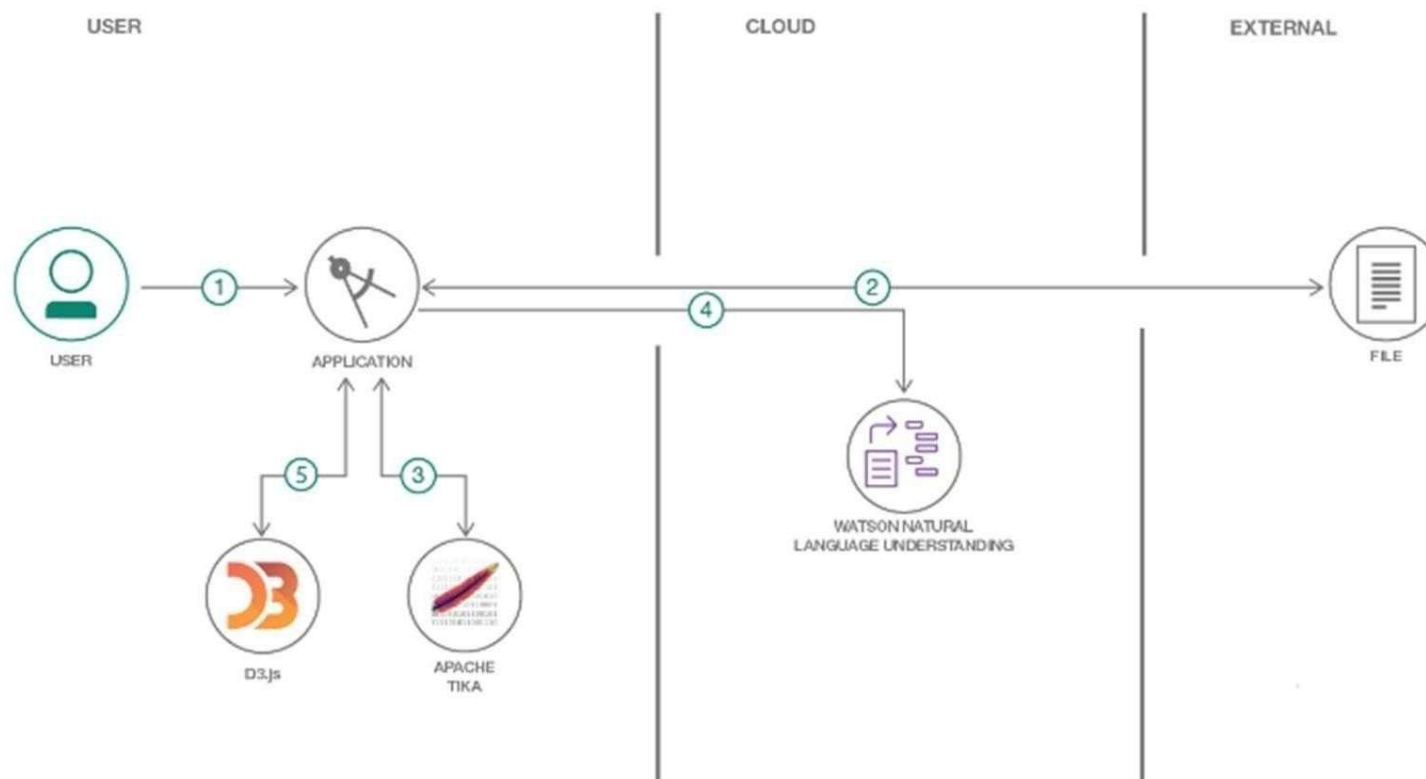 USER
CLOUD
EXTERNAL
1
2
4
USER
APPLICATION
FILE
5
3
WATSON NATURAL
LANGUAGE UNDERSTANDING
D3
D3.js
APACHE
TIKA